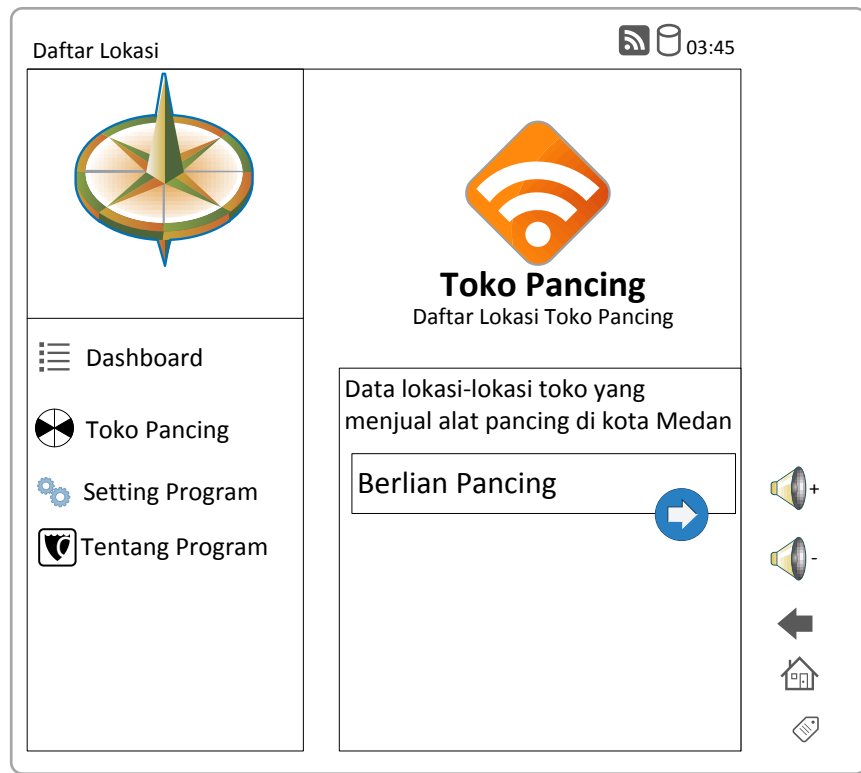 Daftar Lokasi
03:45
Dashboard
Toko Pancing
Setting Program
Tentang Program
Toko Pancing
Daftar Lokasi Toko Pancing
Data lokasi-lokasi toko yang
menjual alat pancing di kota Medan
Berlian Pancing
+
-